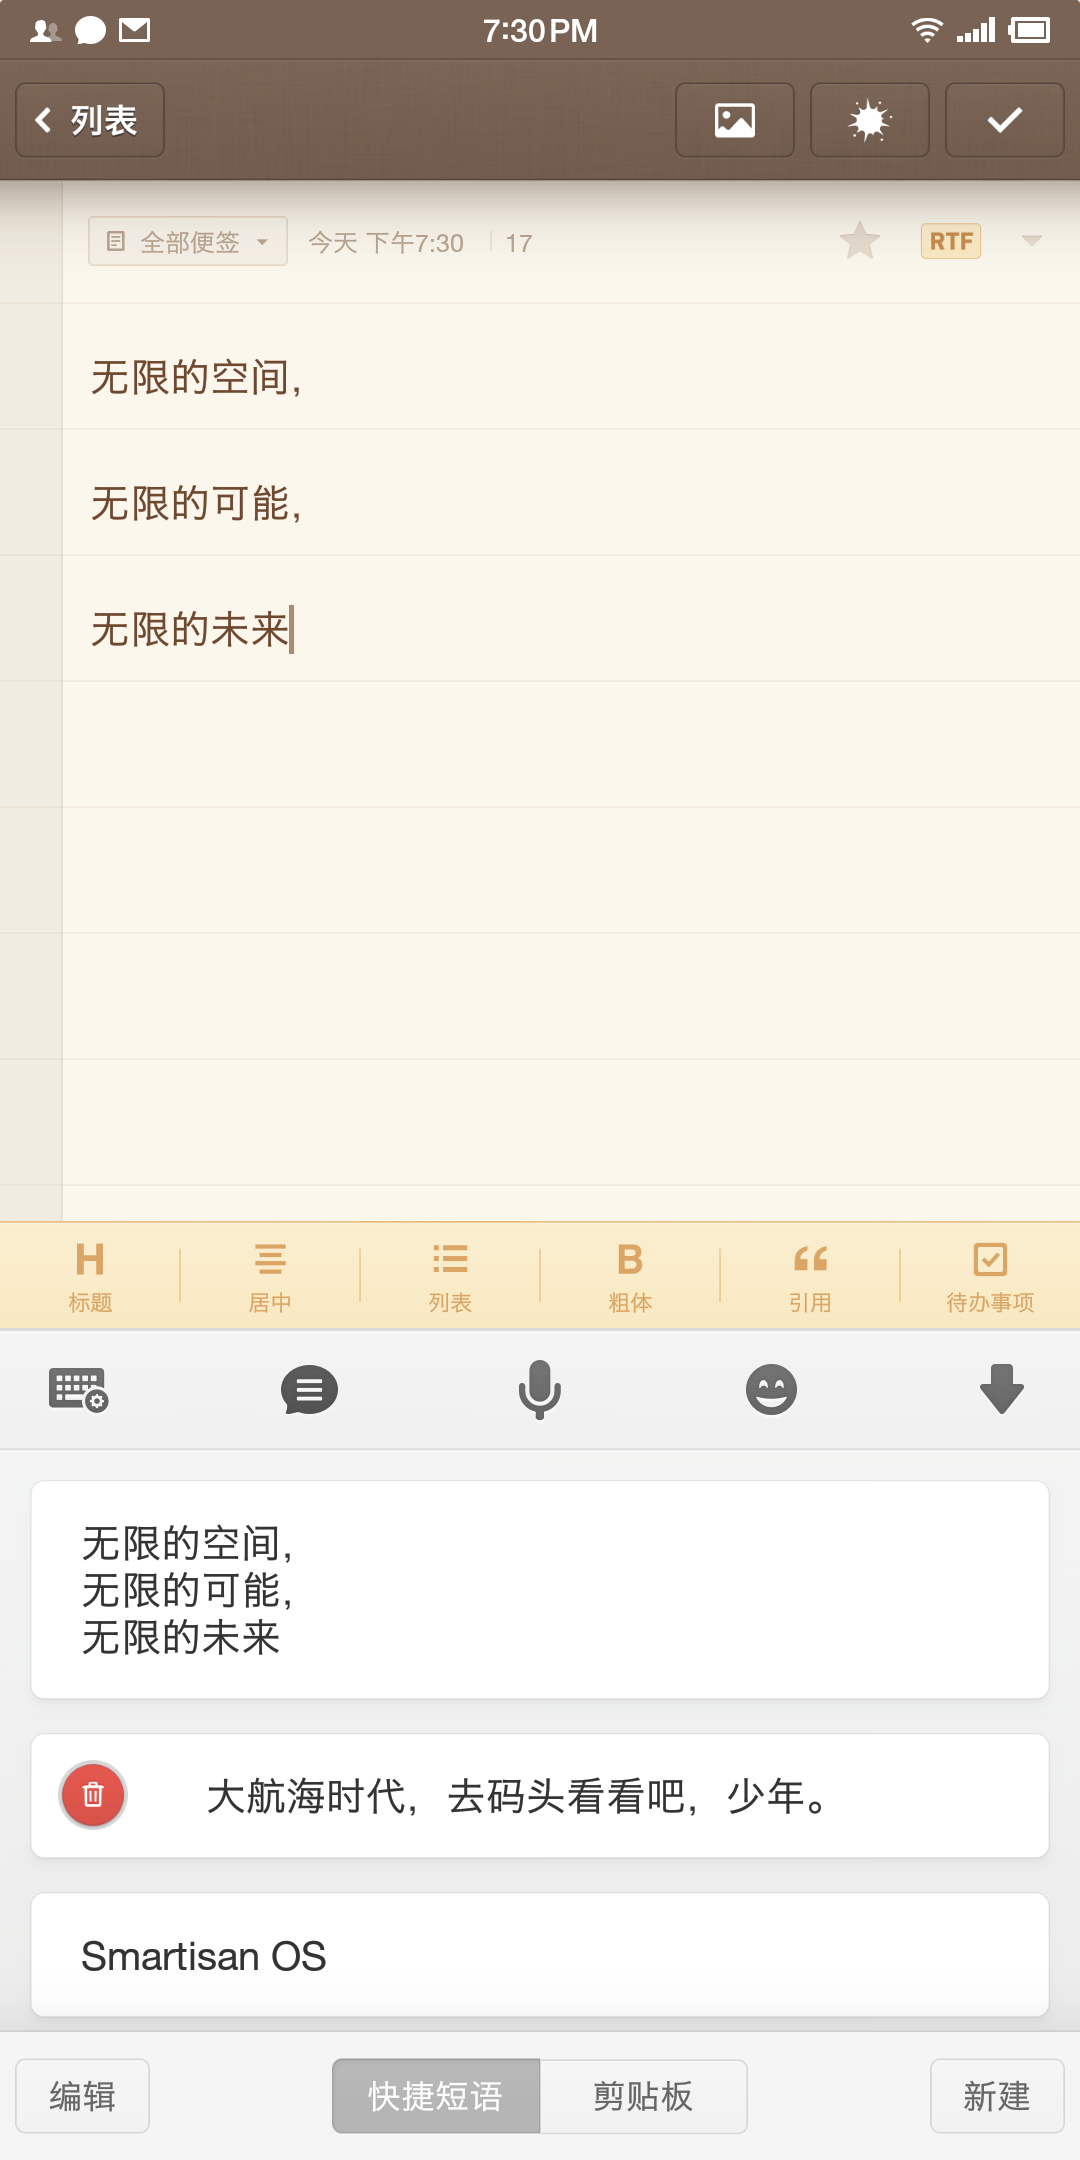 7:30 PM
列表
全部便签
今天 下午7:30
17
RTF
无限的空间,
无限的可能,
无限的未来
H
B
标题
居中
列表
粗体
引用
待办事项
无限的空间,
无限的可能,
无限的未来
大航海时代，去码头看看吧，少年。
Smartisan OS
编辑
快捷短语
剪贴板
新建